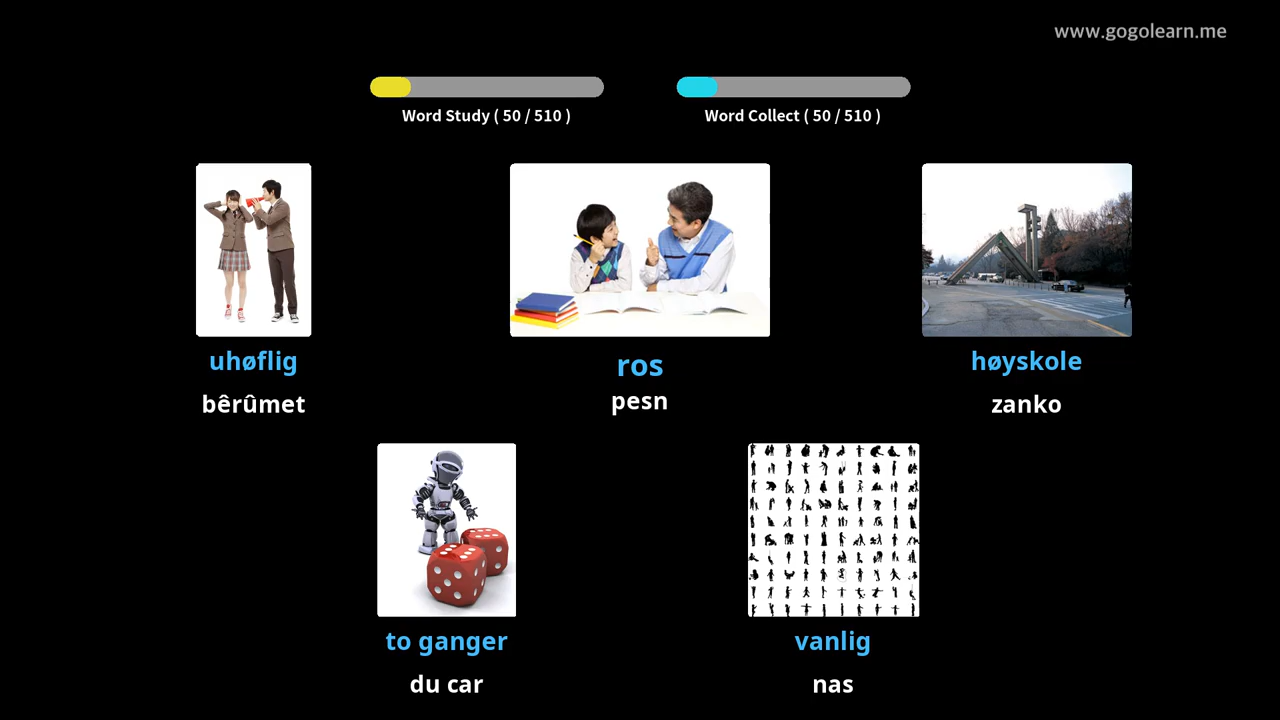 www.gogolearn.me
Word Study ( 50 / 510 )
Word Collect ( 50 / 510 )
uhøflig
bêrûmet
ros
pesn
høyskole
zanko
to ganger
du car
vanlig
nas